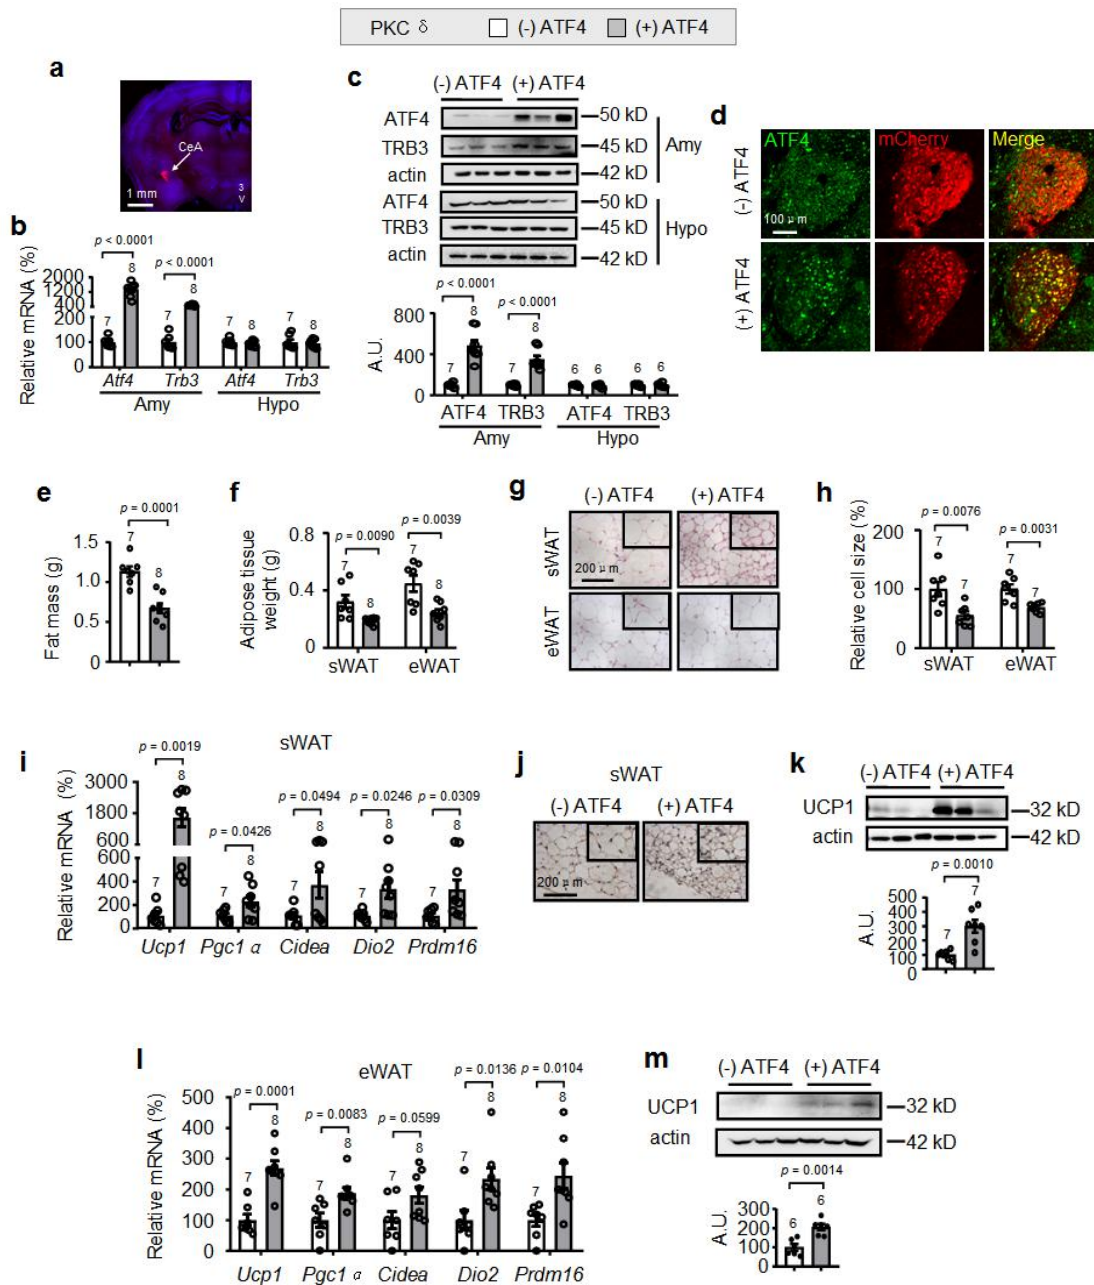 PKC δ (-) ATF4 (+) ATF4
a
CeA
1 mm
3
V
b
Relative mRNA (%)
2000
1200
400
200
100
0
p < 0.0001
p < 0.0001
7 8 7 8 7 8 7 8
Atf4 Trb3 Atf4 Trb3
Amy Hypo
c
(-) ATF4 (+) ATF4
ATF4 50 kD
TRB3 45 kD
actin 42 kD
Amy
ATF4 50 kD
TRB3 45 kD
actin 42 kD
Hypo
A.U.
800
400
0
p < 0.0001
p < 0.0001
7 8 7 8 6 6 6 6
ATF4 TRB3 ATF4 TRB3
Amy Hypo
d
ATF4 mCherry Merge
(-) ATF4
100 μm
(+) ATF4
e
Fat mass (g)
1.5
1.0
0.5
0
p = 0.0001
7 8
f
Adipose tissue
weight (g)
0.8
0.4
0
p = 0.0090
p = 0.0039
7 8 7 8
sWAT eWAT
g
(-) ATF4 (+) ATF4
sWAT
200 μm
eWAT
h
Relative cell size (%)
200
100
0
p = 0.0076
p = 0.0031
7 7 7 7
sWAT eWAT
i
sWAT
Relative mRNA (%)
3000
1800
600
400
200
0
p = 0.0019
p = 0.0426
p = 0.0494
p = 0.0246
p = 0.0309
7 8 7 8 7 8 7 8 7 8
Ucp1 Pgc1 α Cidea Dio2 Prdm16
j
sWAT
(-) ATF4 (+) ATF4
200 μm
k
(-) ATF4 (+) ATF4
UCP1 32 kD
actin 42 kD
p = 0.0010
A.U.
500
400
300
200
100
0
7 7
l
eWAT
Relative mRNA (%)
500
400
300
200
100
0
p = 0.0001
p = 0.0083
p = 0.0599
p = 0.0136
p = 0.0104
7 8 7 8 7 8 7 8 7 8
Ucp1 Pgc1 α Cidea Dio2 Prdm16
m
(-) ATF4 (+) ATF4
UCP1 32 kD
actin 42 kD
p = 0.0014
A.U.
300
200
100
0
6 6